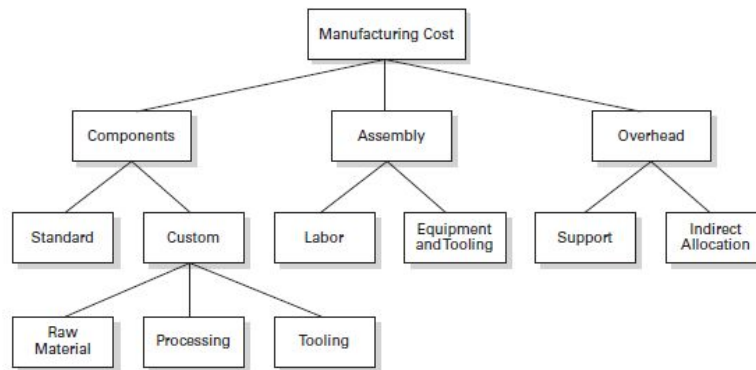 Manufacturing Cost
Components
Assembly
Overhead
Standard
Custom
Labor
Equipment
and Tooling
Support
Indirect
Allocation
Raw
Material
Processing
Tooling